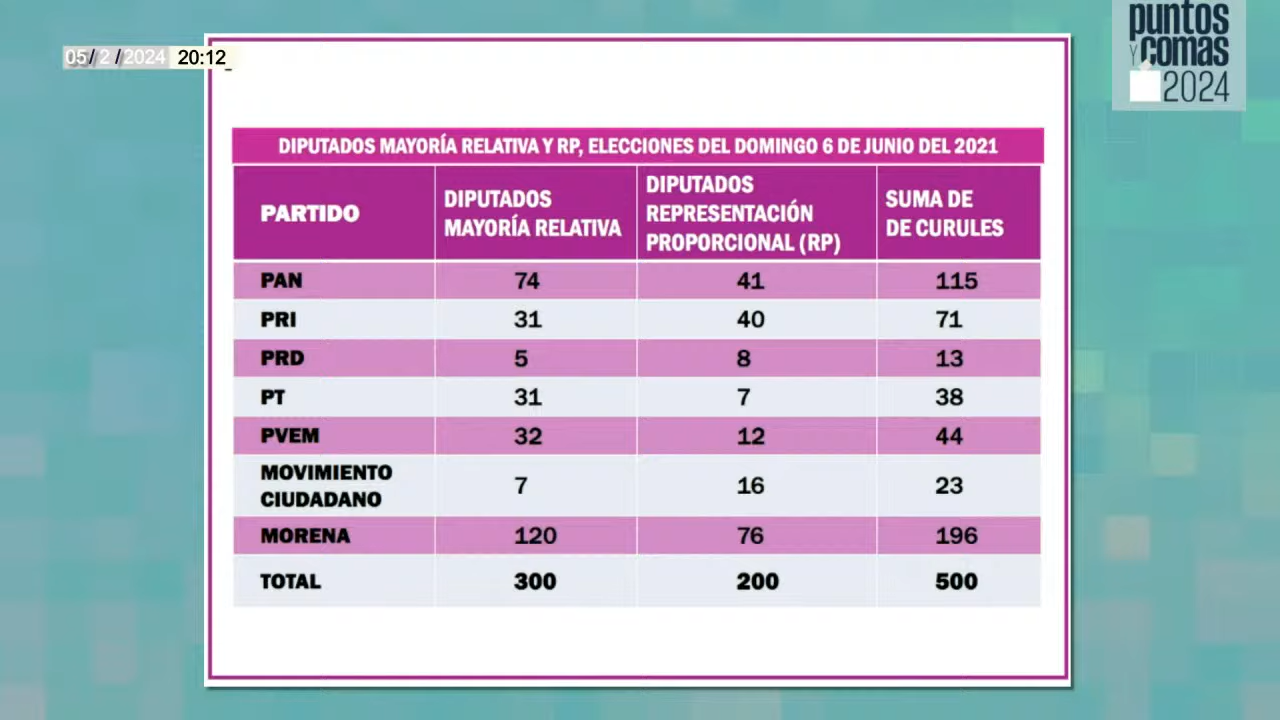 05/ 2 /2024 20:12
puntos
Y comas
2024
DIPUTADOS MAYORÍA RELATIVA Y RP, ELECCIONES DEL DOMINGO 6 DE JUNIO DEL 2021
PARTIDO
DIPUTADOS
MAYORÍA RELATIVA
DIPUTADOS
REPRESENTACIÓN
PROPORCIONAL (RP)
SUMA DE
DE CURULES
PAN 74 41 115
PRI 31 40 71
PRD 5 8 13
PT 31 7 38
PVEM 32 12 44
MOVIMIENTO
CIUDADANO 7 16 23
MORENA 120 76 196
TOTAL 300 200 500